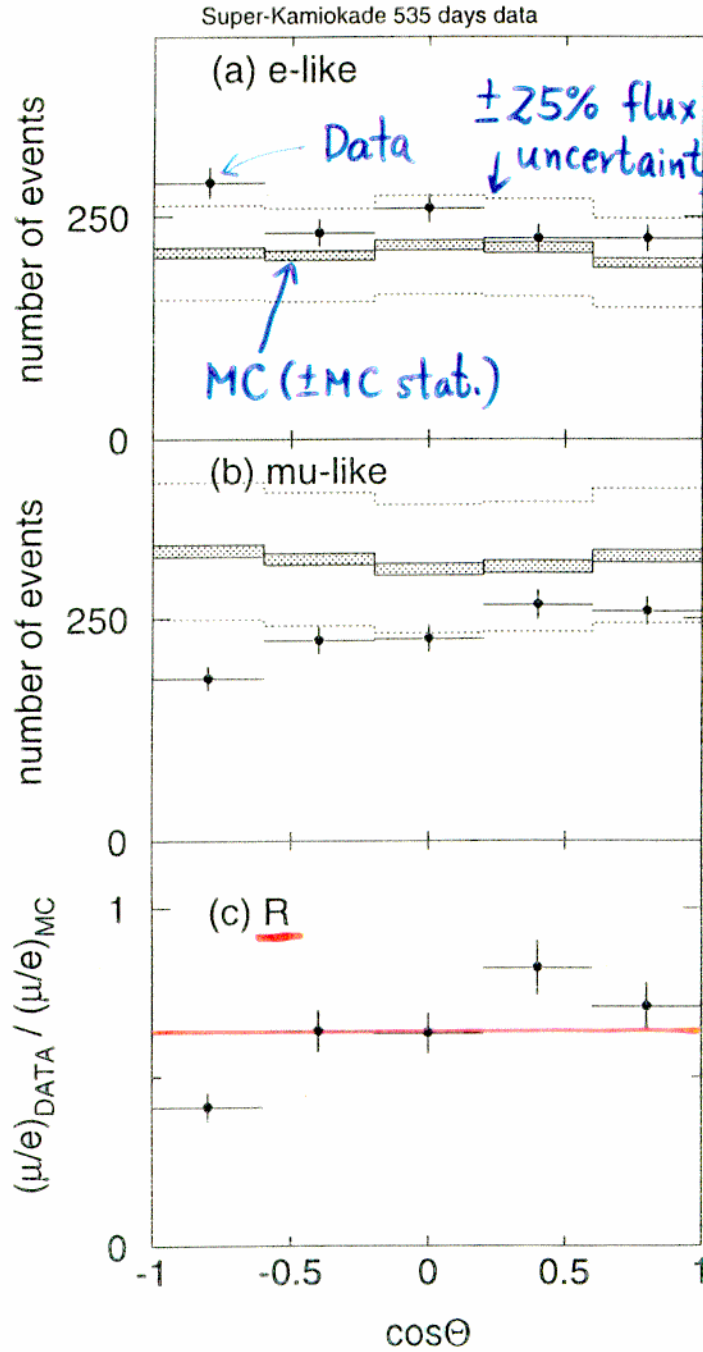 Super-Kamiokade 535 days data
(a) e-like
±25% flux
uncertainty
Data
number of events
250
MC (±MC stat.)
0
(b) mu-like
number of events
250
0
(c) R
1
(μ/e)DATA / (μ/e)MC
0
-1 -0.5 0 0.5 1
cosΘ